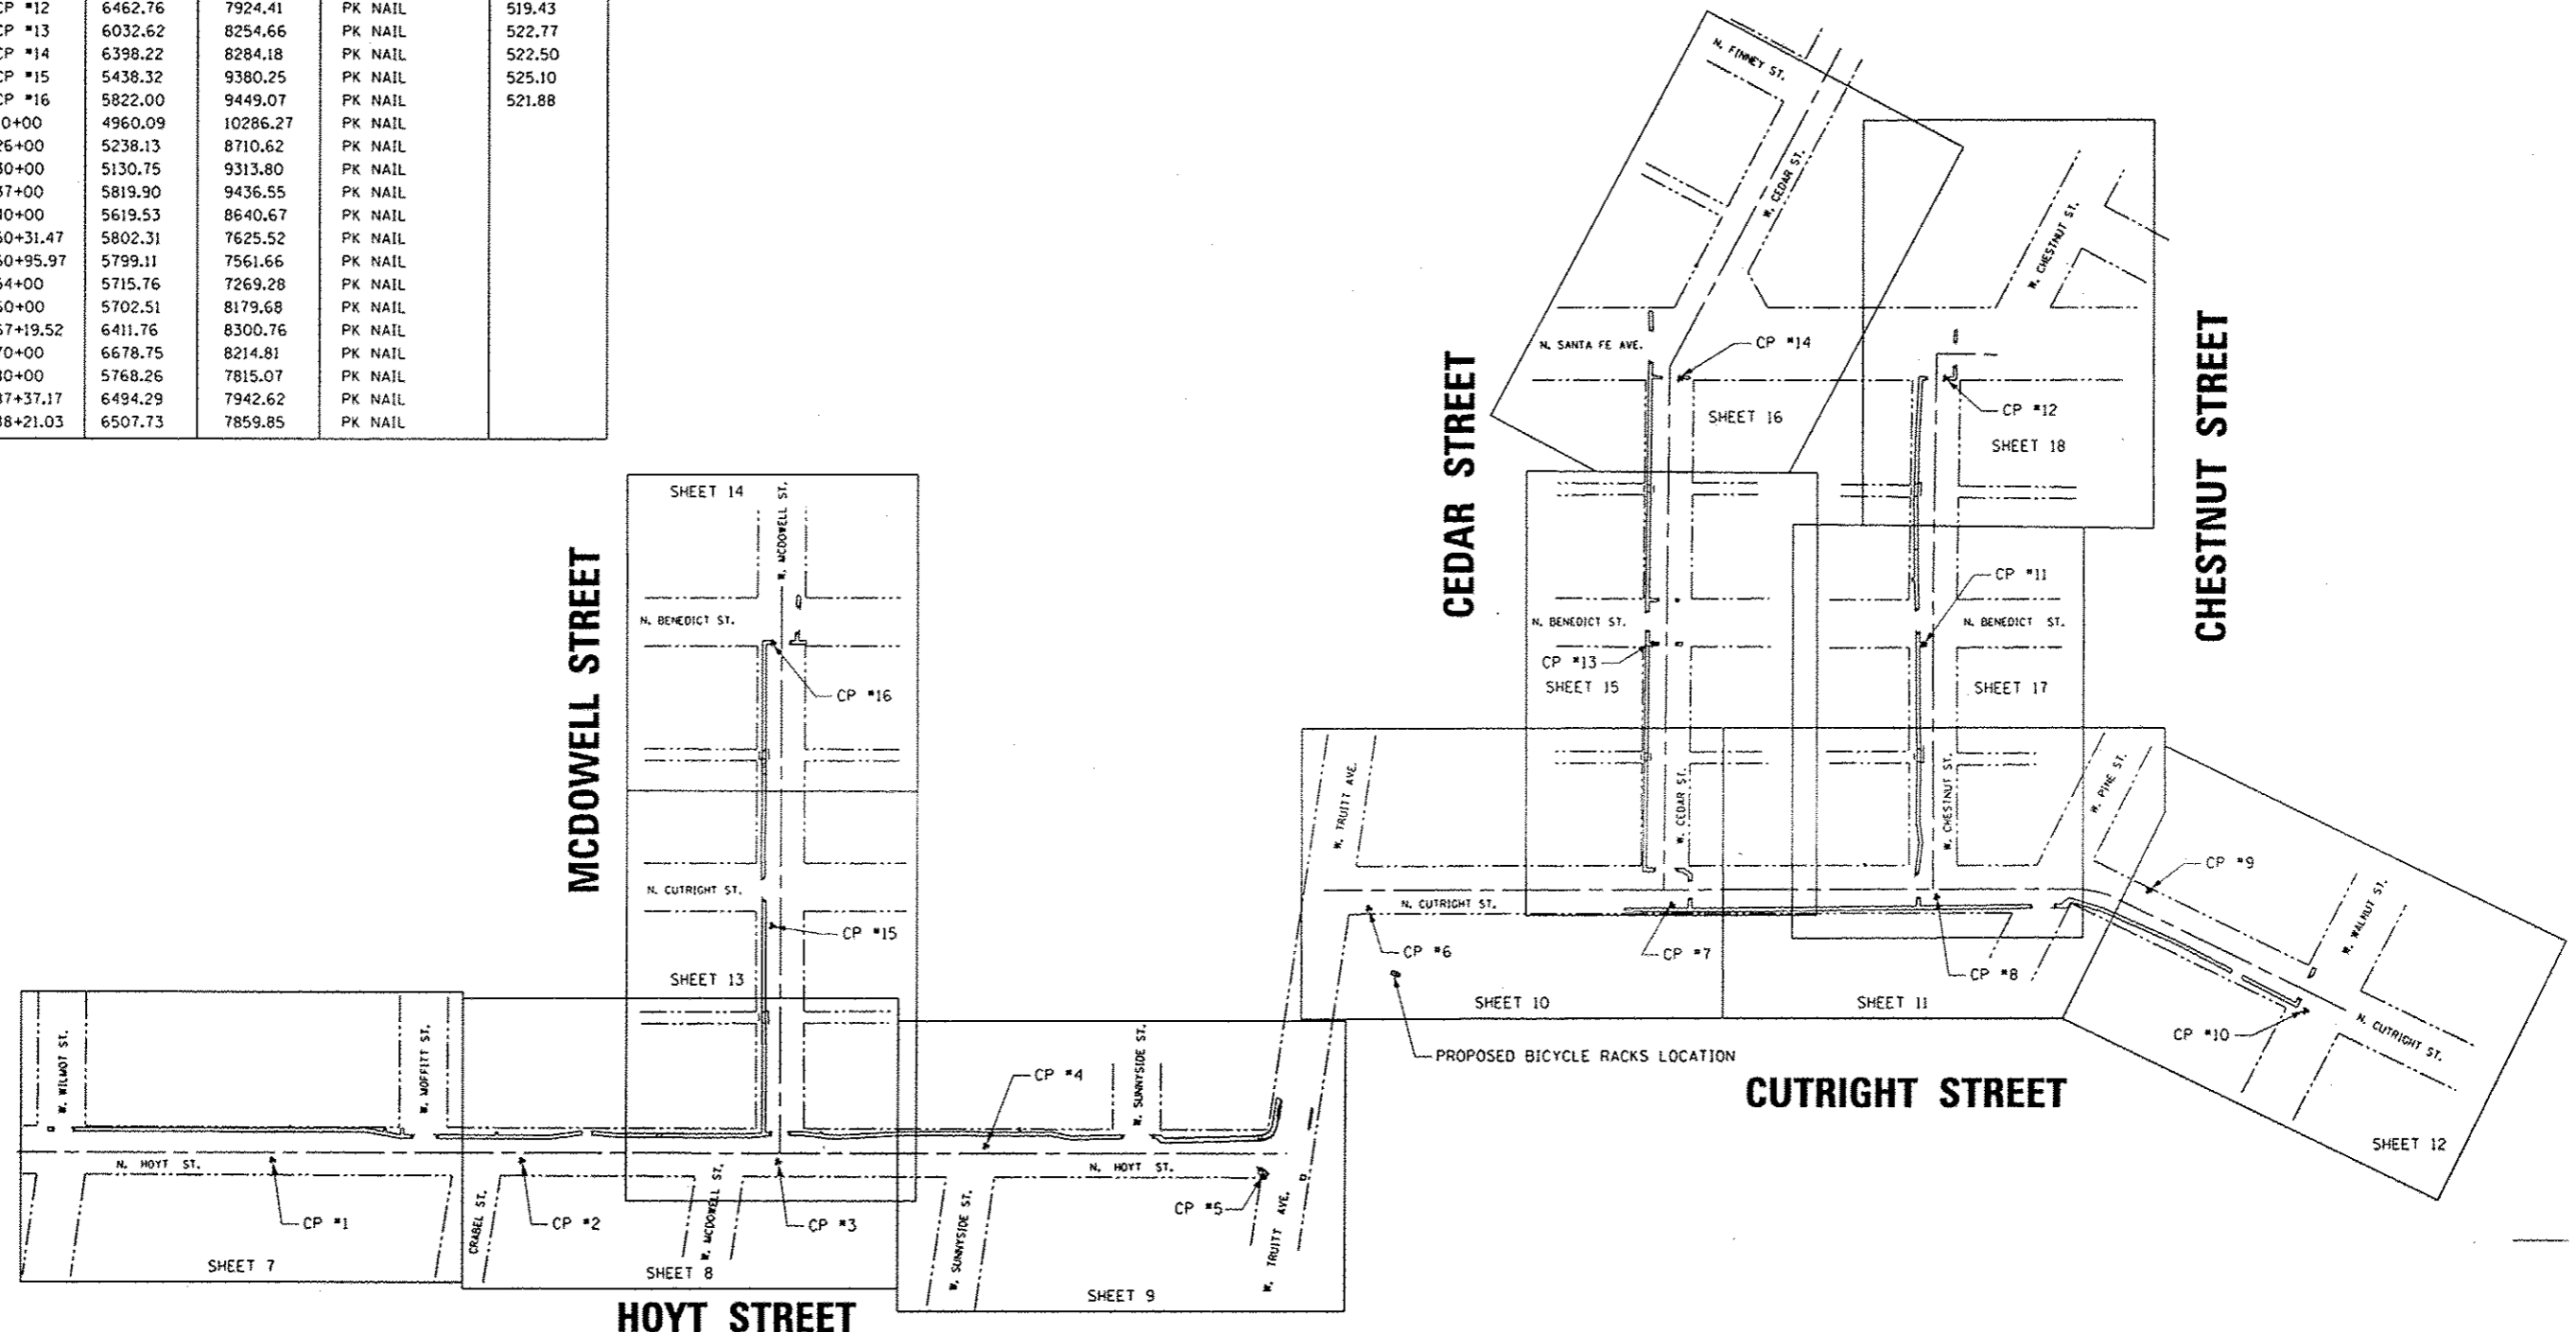 CP #12 6462.76 7924.41 PK NAIL 519.43
CP #13 6032.62 8254.66 PK NAIL 522.77
CP #14 6398.22 8284.18 PK NAIL 522.50
CP #15 5438.32 9380.25 PK NAIL 525.10
CP #16 5822.00 9449.07 PK NAIL 521.88
0+00 4960.09 10286.27 PK NAIL
6+00 5238.13 8710.62 PK NAIL
0+00 5130.75 9313.80 PK NAIL
7+00 5819.90 9436.55 PK NAIL
0+00 5619.53 8640.67 PK NAIL
0+31.47 5802.31 7625.52 PK NAIL
0+95.97 5799.11 7561.66 PK NAIL
4+00 5715.76 7269.28 PK NAIL
0+00 5702.51 8179.68 PK NAIL
7+19.52 6411.76 8300.76 PK NAIL
0+00 6678.75 8214.81 PK NAIL
0+00 5768.26 7815.07 PK NAIL
7+37.17 6494.29 7942.62 PK NAIL
8+21.03 6507.73 7859.85 PK NAIL
N. FINNEY ST.
W. CEDAR ST.
W. CHESTNUT ST.
N. SANTA FE AVE.
CP #14
CP #12
SHEET 16
SHEET 18
CEDAR STREET
CHESTNUT STREET
SHEET 14
W. MCDOWELL ST.
N. BENEDICT ST.
CP #16
MCDOWELL STREET
N. CUTRIGHT ST.
CP #15
SHEET 13
N. BENEDICT ST.
CP #13
SHEET 15
CP #11
N. BENEDICT ST.
SHEET 17
W. TRUITT AVE.
W. CEDAR ST.
W. CHESTNUT ST.
W. PINE ST.
N. CUTRIGHT ST.
CP #6
CP #7
CP #8
CP #9
W. WALNUT ST.
SHEET 10
SHEET 11
CP #10
N. CUTRIGHT ST.
PROPOSED BICYCLE RACKS LOCATION
CUTRIGHT STREET
SHEET 12
W. WILMOT ST.
W. MOFFITT ST.
CP #4
W. SUNNYSIDE ST.
N. HOYT ST.
N. HOYT ST.
CP #1
CRABEL ST.
CP #2
W. MCDOWELL ST.
CP #3
W. SUNNYSIDE ST.
CP #5
W. TRUITT AVE.
SHEET 7
SHEET 8
SHEET 9
HOYT STREET